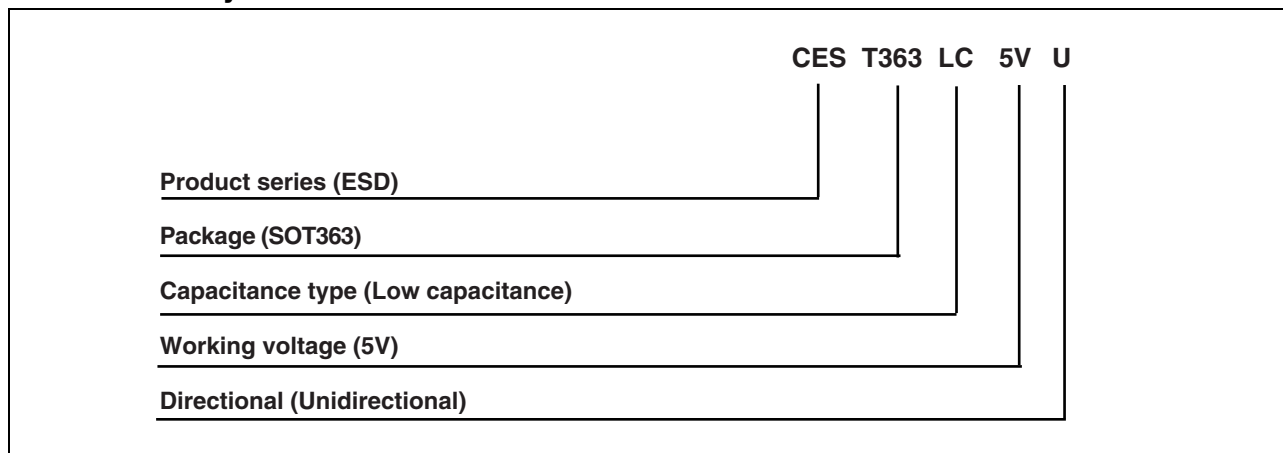 CES T363 LC 5V U
Product series (ESD)
Package (SOT363)
Capacitance type (Low capacitance)
Working voltage (5V)
Directional (Unidirectional)